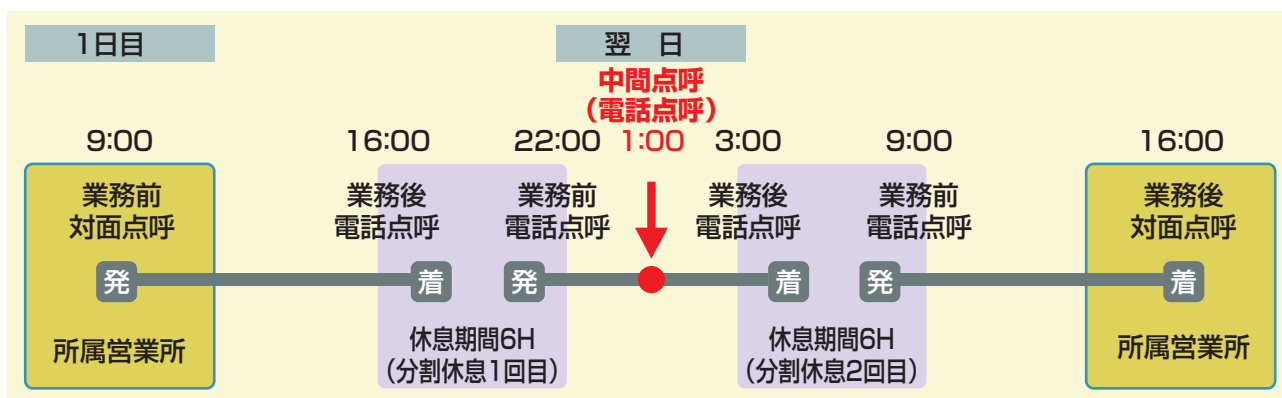 1日目
翌 日
中間点呼
（電話点呼）
9:00
16:00
22:00
1:00
3:00
9:00
16:00
業務前
対面点呼
業務後
電話点呼
業務前
電話点呼
業務後
電話点呼
業務前
電話点呼
業務後
対面点呼
発
着
発
着
発
着
所属営業所
休息期間6H
（分割休息1回目）
休息期間6H
（分割休息2回目）
所属営業所